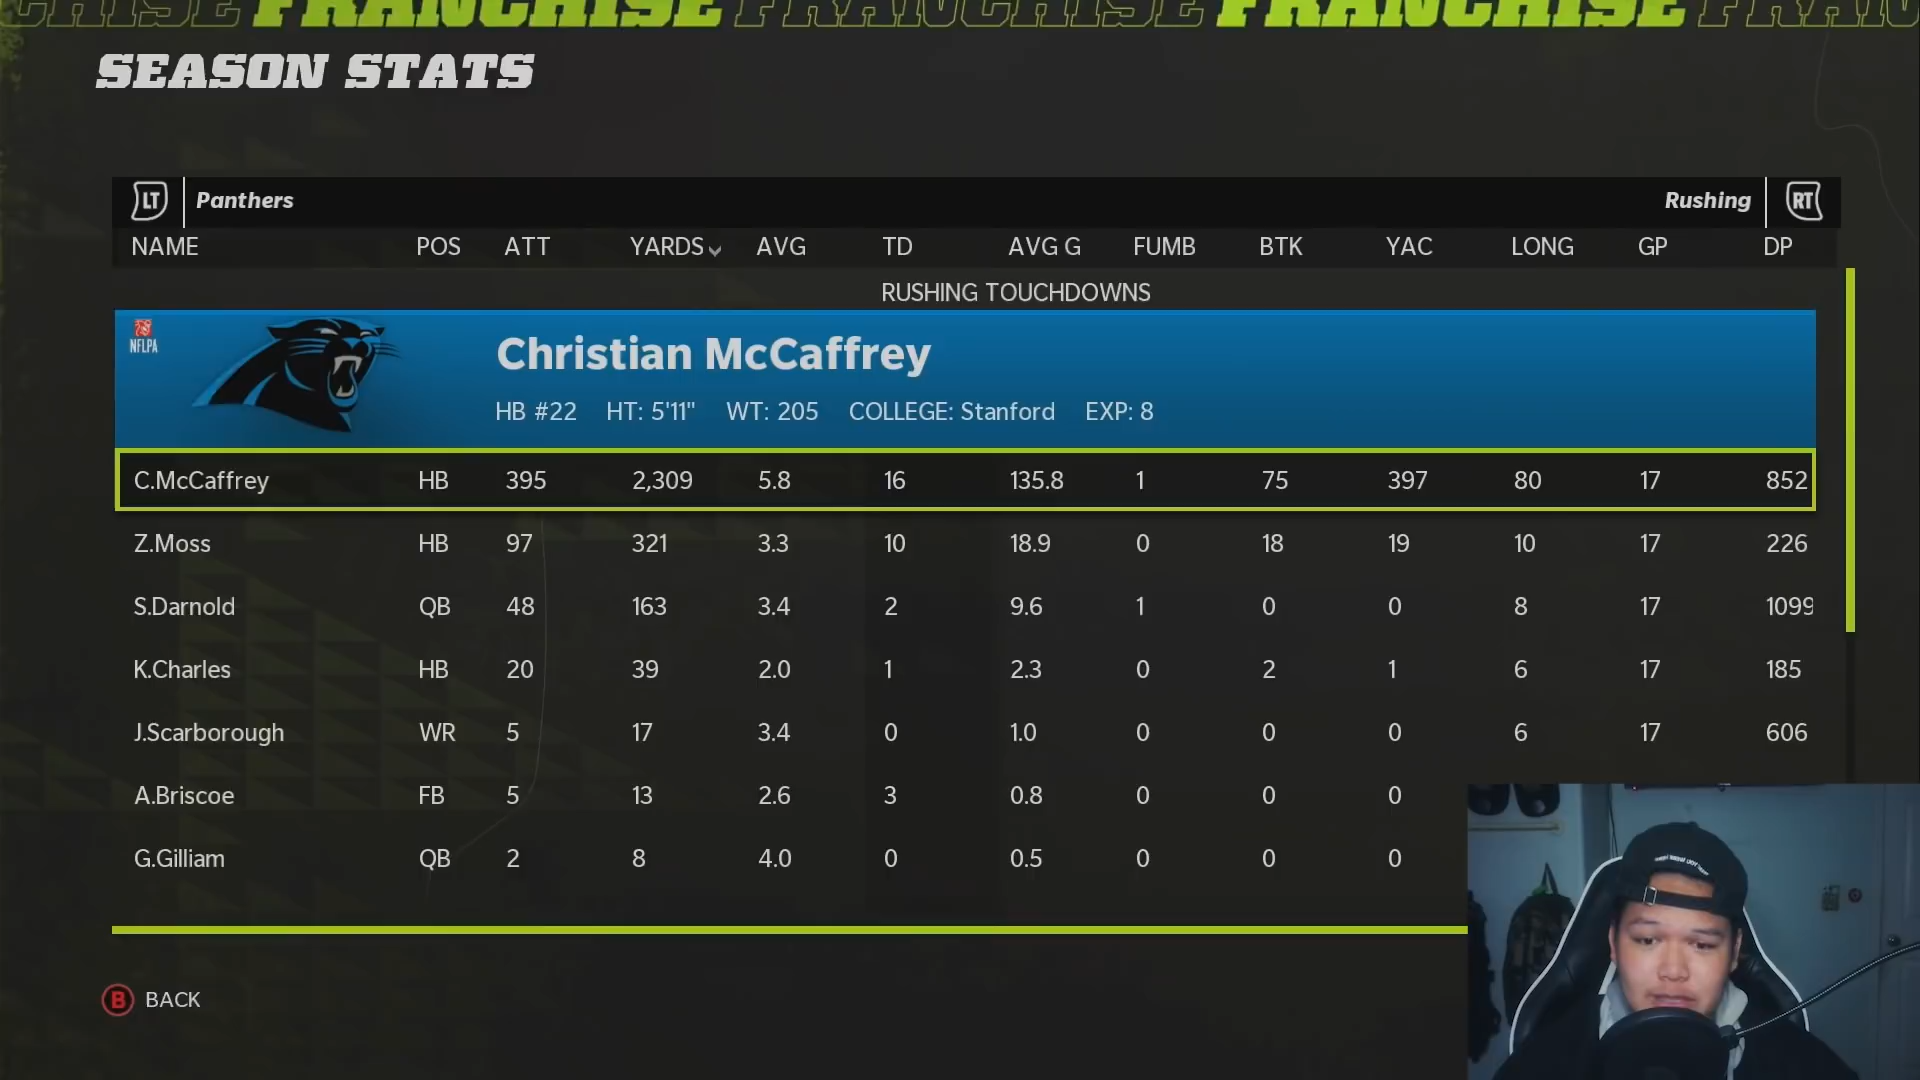 FRANCHISE FRANCHISE FRANCHISE FRANCHISE FRAN
SEASON STATS
LT Panthers Rushing RT
NAME POS ATT YARDS AVG TD AVG G FUMB BTK YAC LONG GP DP
RUSHING TOUCHDOWNS
NFLPA
Christian McCaffrey
HB #22 HT: 5'11" WT: 205 COLLEGE: Stanford EXP: 8
C.McCaffrey HB 395 2,309 5.8 16 135.8 1 75 397 80 17 852
Z.Moss HB 97 321 3.3 10 18.9 0 18 19 10 17 226
S.Darnold QB 48 163 3.4 2 9.6 1 0 0 8 17 1099
K.Charles HB 20 39 2.0 1 2.3 0 2 1 6 17 185
J.Scarborough WR 5 17 3.4 0 1.0 0 0 0 6 17 606
A.Briscoe FB 5 13 2.6 3 0.8 0 0 0
G.Gilliam QB 2 8 4.0 0 0.5 0 0 0
B BACK